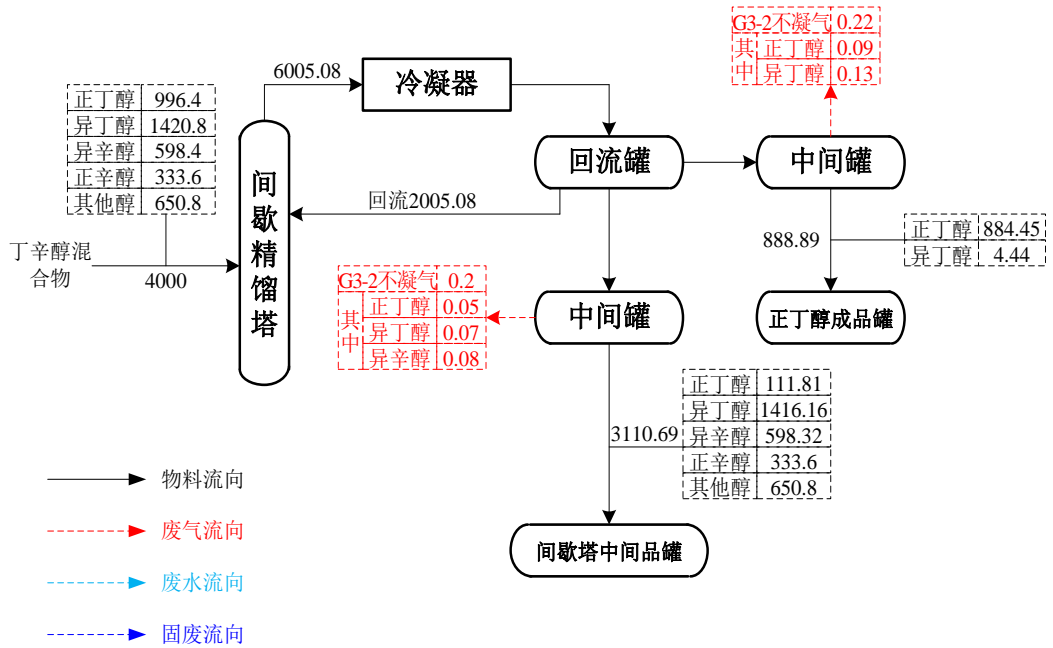 G3-2不凝气 0.22
其中 正丁醇 0.09
异丁醇 0.13
6005.08
冷凝器
正丁醇 996.4
异丁醇 1420.8
异辛醇 598.4
正辛醇 333.6
其他醇 650.8
间歇精馏塔
回流罐
中间罐
回流2005.08
丁辛醇混
合物
4000
888.89
正丁醇 884.45
异丁醇 4.44
G3-2不凝气 0.2
其中 正丁醇 0.05
异丁醇 0.07
异辛醇 0.08
中间罐
正丁醇成品罐
3110.69
正丁醇 111.81
异丁醇 1416.16
异辛醇 598.32
正辛醇 333.6
其他醇 650.8
间歇塔中间品罐
物料流向
废气流向
废水流向
固废流向